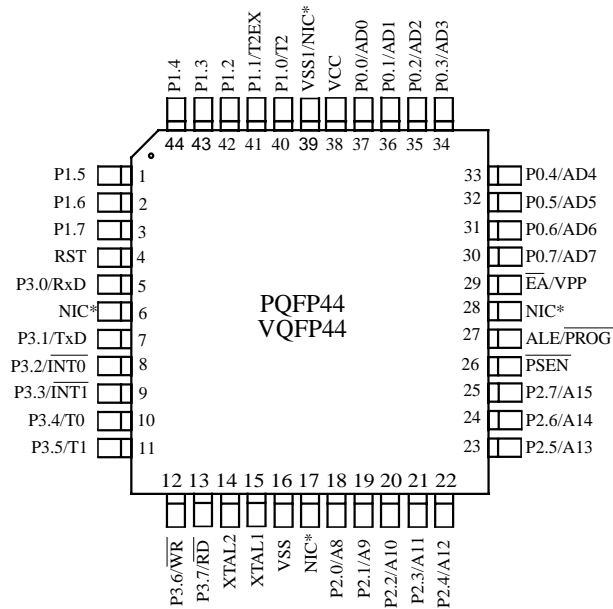 P1.4
P1.3
P1.2
P1.1/T2EX
P1.0/T2
VSS1/NIC*
VCC
P0.0/AD0
P0.1/AD1
P0.2/AD2
P0.3/AD3
44 43 42 41 40 39 38 37 36 35 34
P1.5 1
P1.6 2
P1.7 3
RST 4
P3.0/RxD 5
NIC* 6
P3.1/TxD 7
P3.2/INT0 8
P3.3/INT1 9
P3.4/T0 10
P3.5/T1 11
PQFP44
VQFP44
33 P0.4/AD4
32 P0.5/AD5
31 P0.6/AD6
30 P0.7/AD7
29 EA/VPP
28 NIC*
27 ALE/PROG
26 PSEN
25 P2.7/A15
24 P2.6/A14
23 P2.5/A13
12 13 14 15 16 17 18 19 20 21 22
P3.6/WR
P3.7/RD
XTAL2
XTAL1
VSS
NIC*
P2.0/A8
P2.1/A9
P2.2/A10
P2.3/A11
P2.4/A12